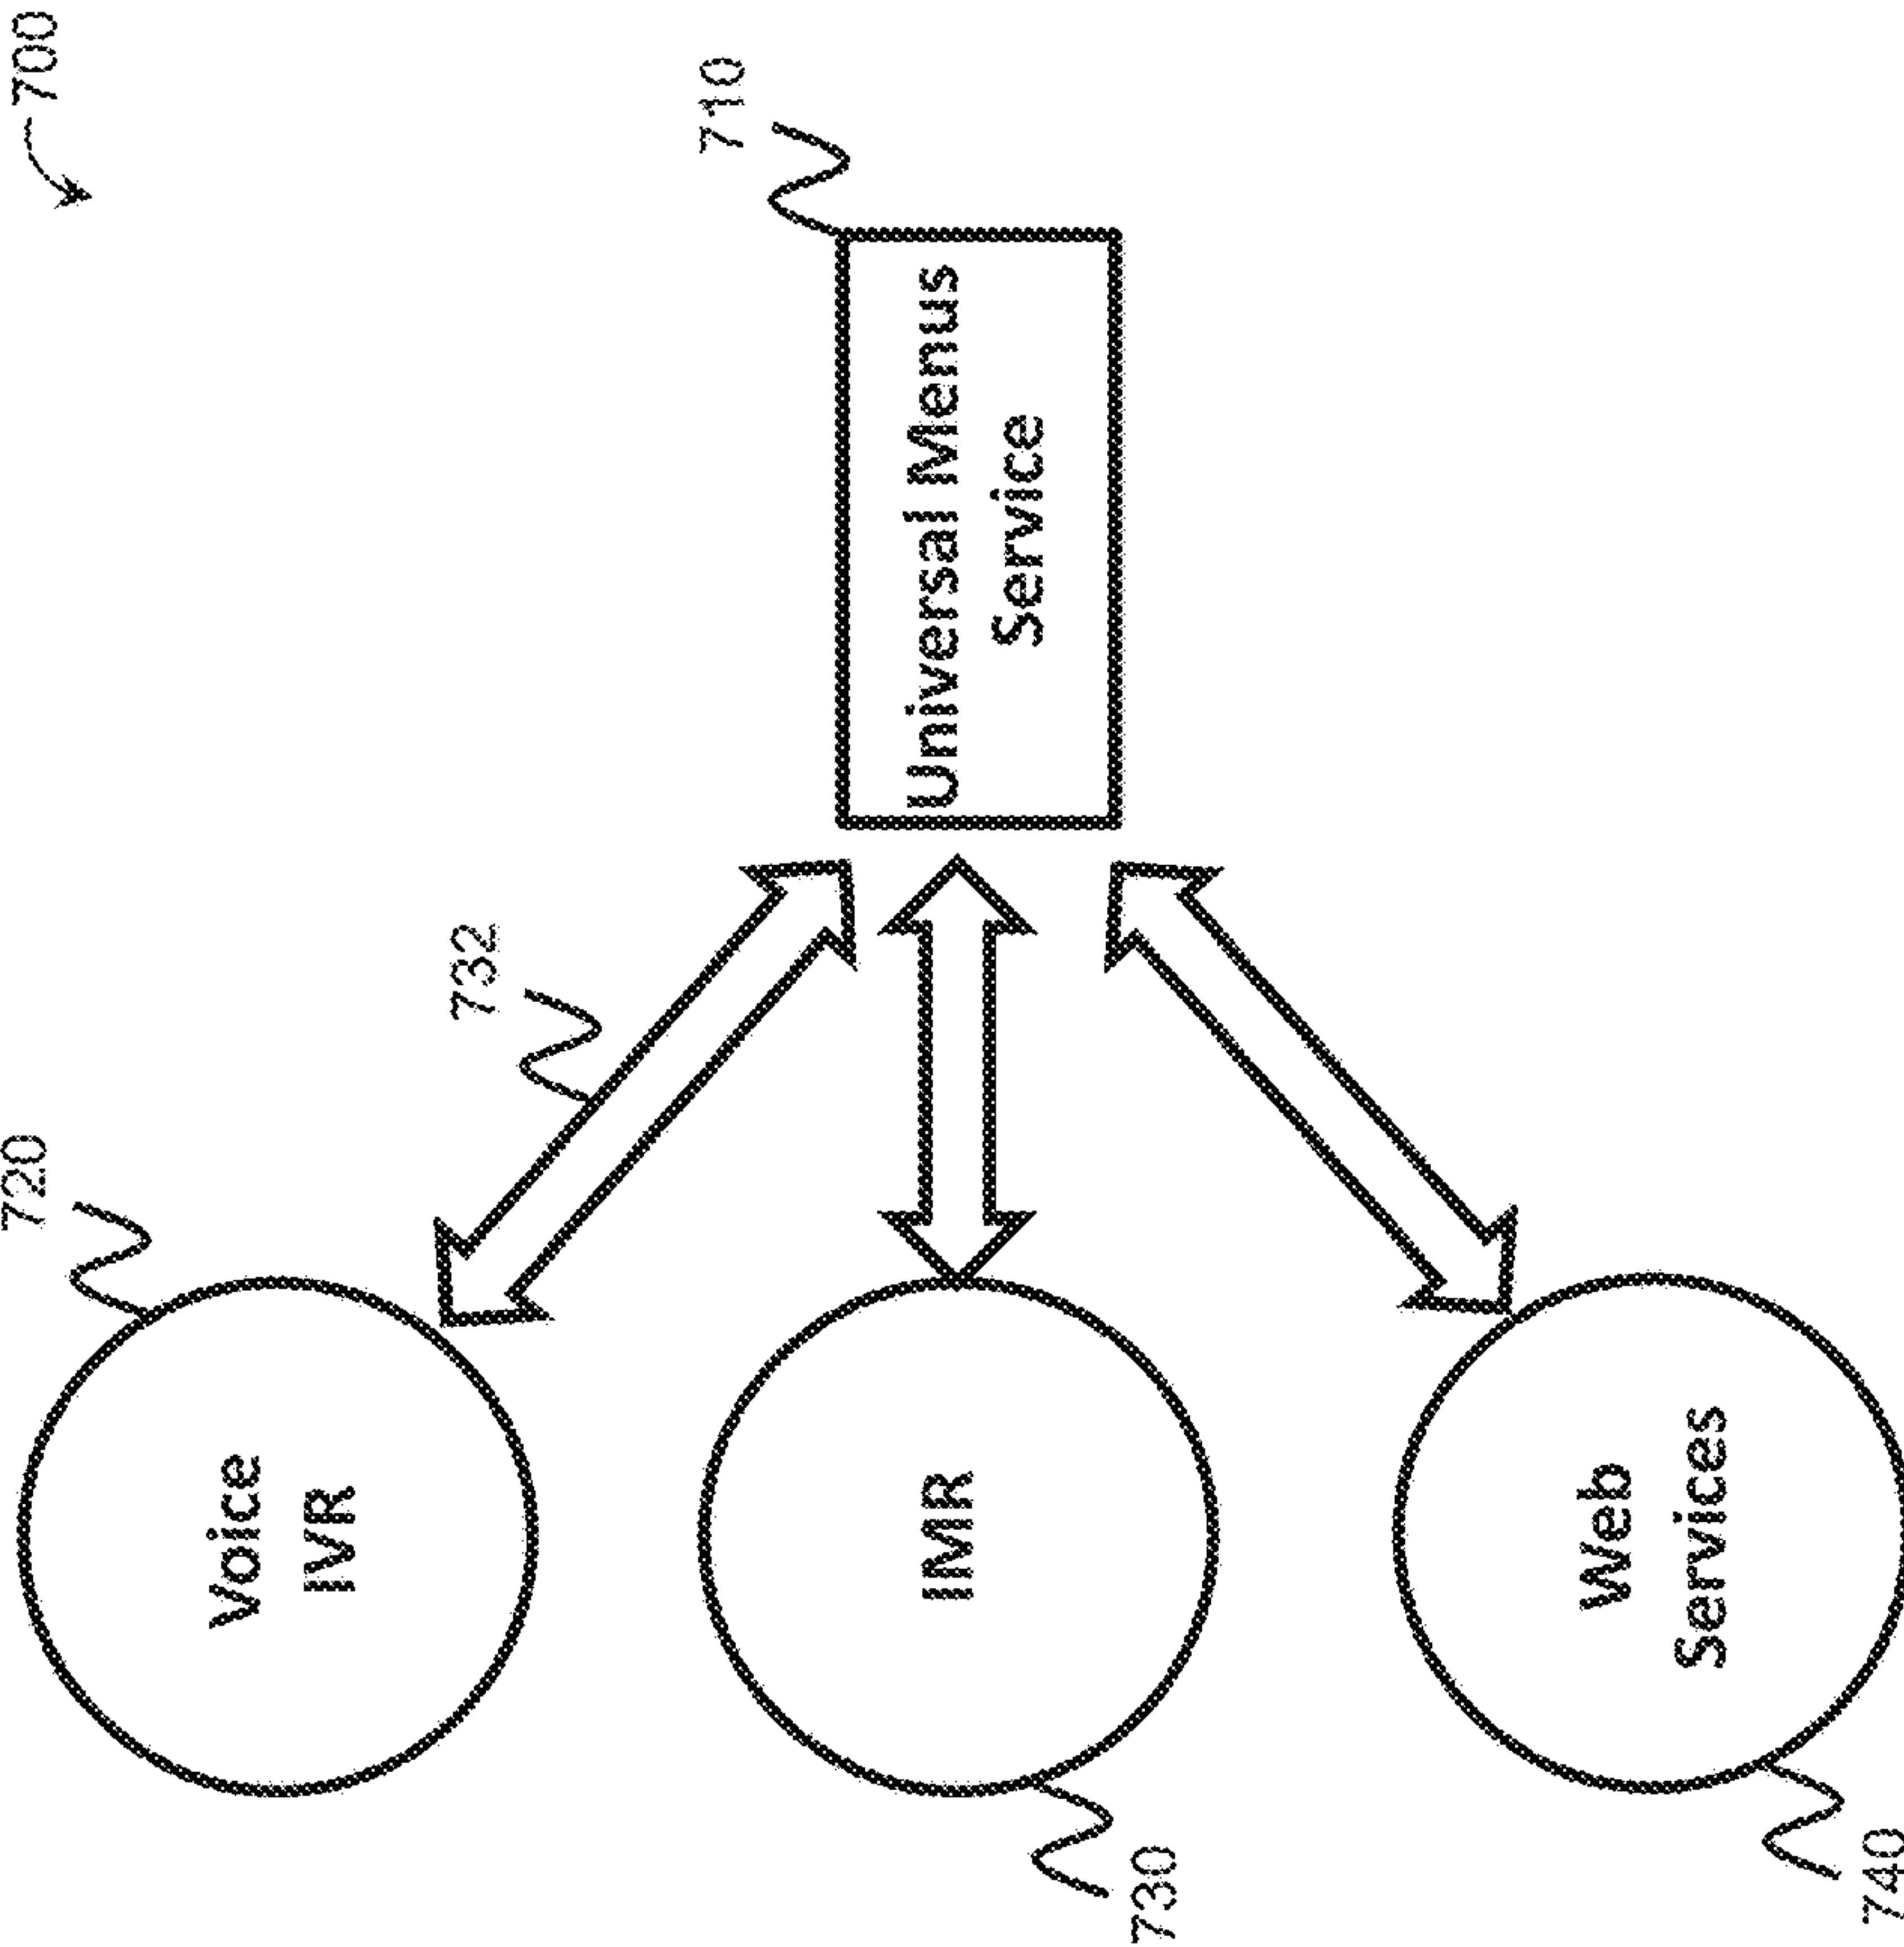 700
720
Voice
IVR
732
710
Universal Menus
Service
IMR
730
Web
Services
740